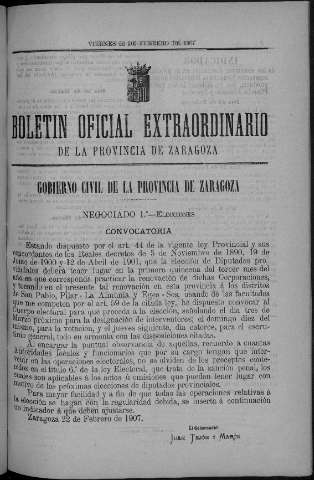 VIERNES 22 DE FEBRERO DE 1907
BOLETIN OFICIAL EXTRAORDINARIO
DE LA PROVINCIA DE ZARAGOZA
GOBIERNO CIVIL DE LA PROVINCIA DE ZARAGOZA
NEGOCIADO 1.º—ELECCIONES
CONVOCATORIA
Estando dispuesto por el art. 44 de la vigente ley Provincial y sus
concordantes de los Reales decretos de 5 de Noviembre de 1890, 19 de
Junio de 1900 y 12 de Abril de 1901, que la elección de Diputados pro-
vinciales deberá tener lugar en la primera quincena del tercer mes del
año en que corresponde practicar la renovación de dichas Corporaciones,
y tocando en el presente tal renovación en esta provincia á los distritos
de San Pablo, Pilar - La Almunia y Egea - Sos, usando de las facultades
que me competen por el art. 59 de la citada ley, he dispuesto convocar al
Cuerpo electoral para que proceda á la elección, señalando el día tres de
Marzo próximo para la designación de interventores; el domingo diez del
mismo, para la votación, y el jueves siguiente, día catorce, para el escru-
tinio general, todo en armonía con las disposiciones citadas.
Al encargar la puntual observancia de aquéllas, recuerdo á cuantas
autoridades locales y funcionarios que por su cargo tengan que inter-
venir en las operaciones electorales, no se olviden de los preceptos conte-
nidos en el título 6.º de la ley Electoral, que trata de la sanción penal, los
cuales son aplicables á los actos ú omisiones que puedan tener lugar con
motivo de las próximas elecciones de diputados provinciales.
Para mayor facilidad y a fin de que todas las operaciones relativas á
la elección se hagan con la regularidad debida, se inserta á continuación
un indicador á que deben ajustarse.
Zaragoza 22 de Febrero de 1907.
El Gobernador
JUAN TEJÓN Y MARÍN